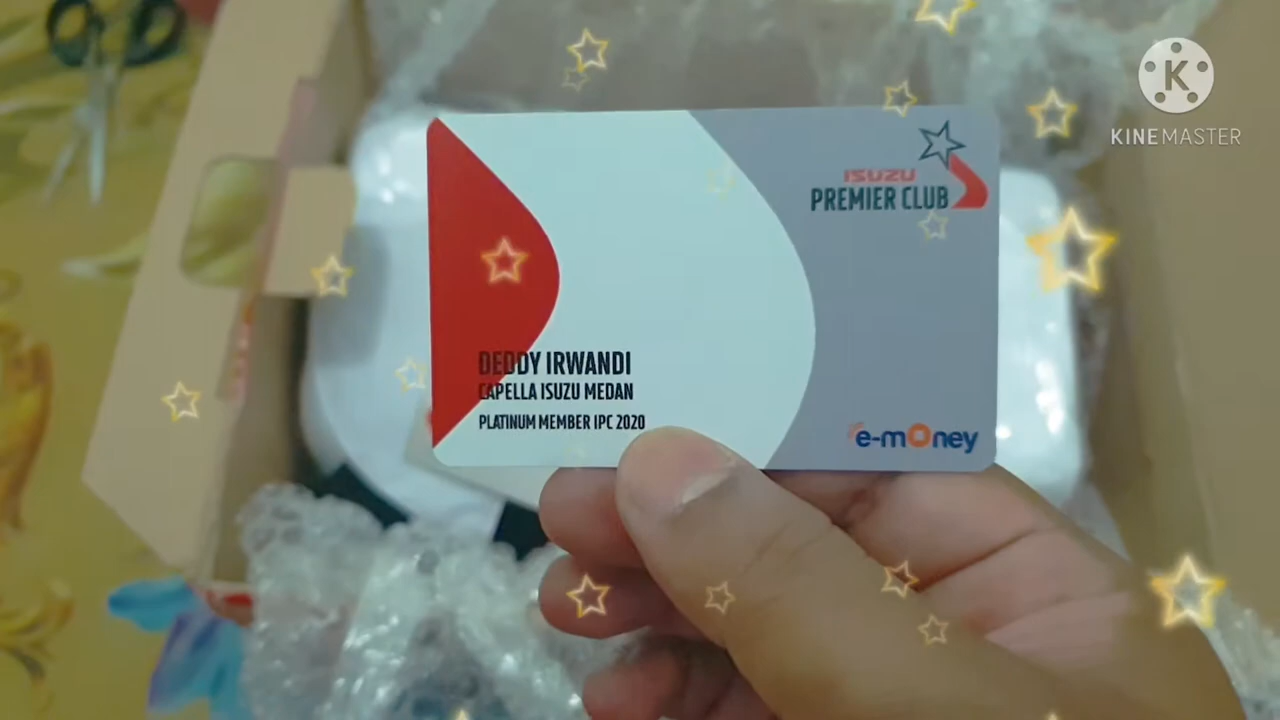 K
KINEMASTER
ISUZU
PREMIER CLUB
DEDDY IRWANDI
CAPELLA ISUZU MEDAN
PLATINUM MEMBER IPC 2020
e-money